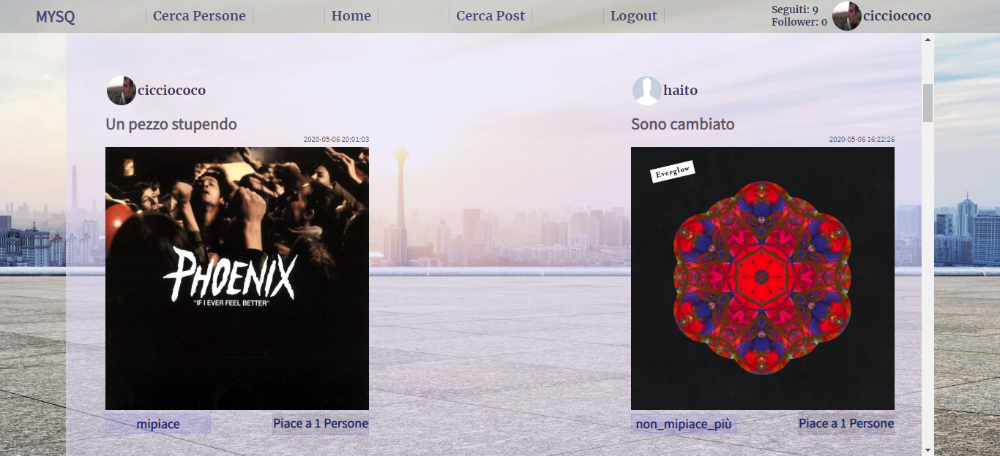 MYSQ
Cerca Persone
Home
Cerca Post
Logout
Seguiti: 9
Follower: 0
cicciococo
cicciococo
Un pezzo stupendo
2020-05-06 20:01:03
PHOENIX
"IF I EVER FEEL BETTER"
mipiace
Piace a 1 Persone
haito
Sono cambiato
2020-05-06 16:22:26
Everglow
non_mipiace_più
Piace a 1 Persone